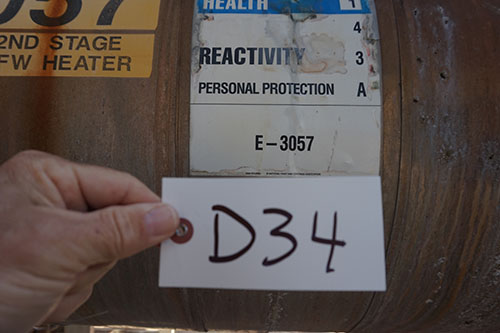 057
2ND STAGE
FW HEATER
HEALTH 1
4
REACTIVITY 3
PERSONAL PROTECTION A
E-3057
D34